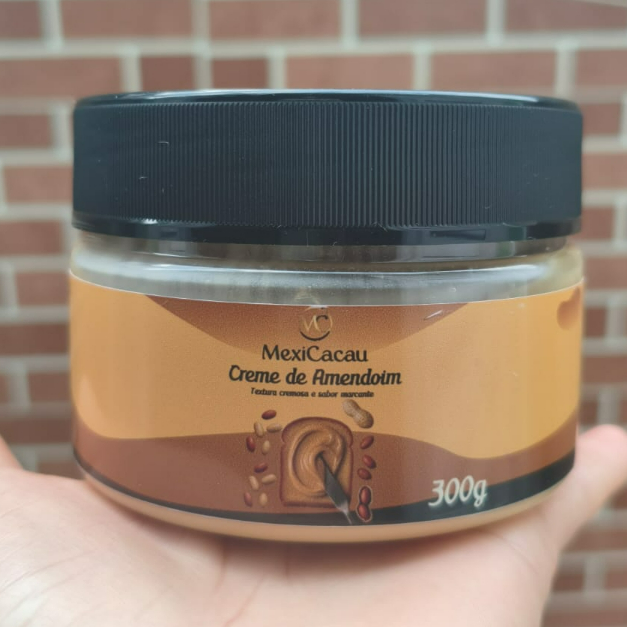 MC
MexiCacau
Creme de Amendoim
Textura cremosa e sabor marcante
300g